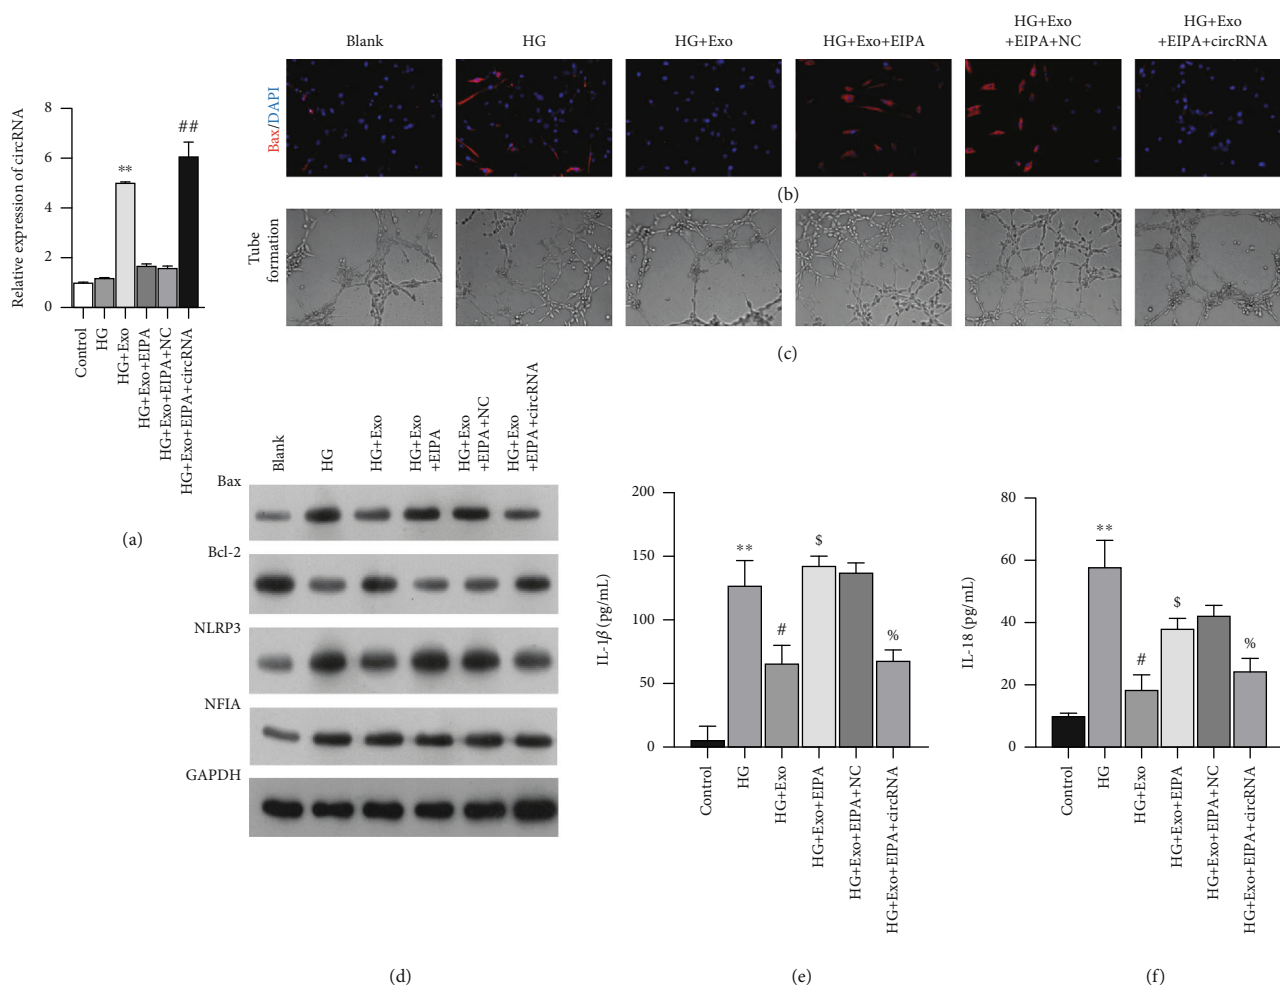 Relative expression of circRNA
8
6
4
2
0
**
##
Control
HG
HG+Exo
HG+Exo+EIPA
HG+Exo+EIPA+NC
HG+Exo+EIPA+circRNA
(a)
Blank
HG
HG+Exo
HG+Exo+EIPA
HG+Exo
+EIPA+NC
HG+Exo
+EIPA+circRNA
Bax/DAPI
(b)
Tube
formation
(c)
Blank
HG
HG+Exo
HG+Exo
+EIPA
HG+Exo
+EIPA+NC
HG+Exo
+EIPA+circRNA
Bax
Bcl-2
NLRP3
NFIA
GAPDH
(d)
IL-1β (pg/mL)
200
150
100
50
0
**
#
$
%
Control
HG
HG+Exo
HG+Exo+EIPA
HG+Exo+EIPA+NC
HG+Exo+EIPA+circRNA
(e)
IL-18 (pg/mL)
80
60
40
20
0
**
#
$
%
Control
HG
HG+Exo
HG+Exo+EIPA
HG+Exo+EIPA+NC
HG+Exo+EIPA+circRNA
(f)